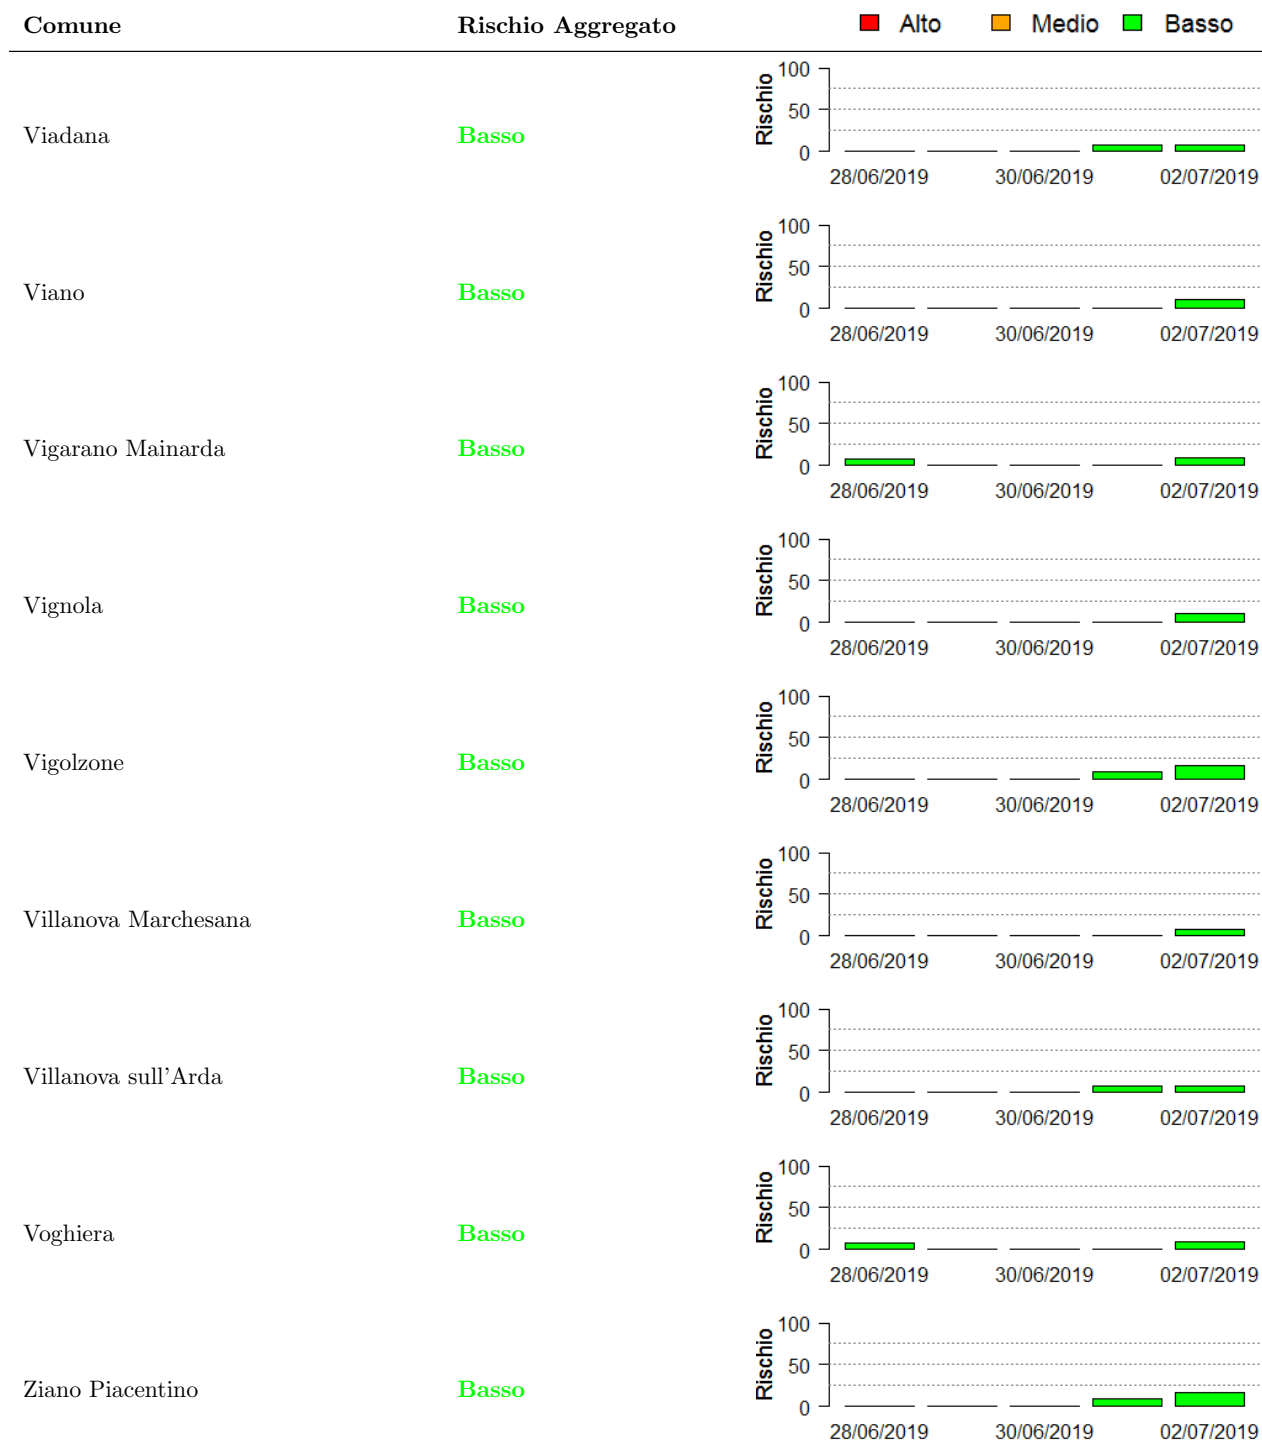 Comune Rischio Aggregato Alto Medio Basso
Viadana Basso Rischio 100 50 0
28/06/2019 30/06/2019 02/07/2019
Viano Basso Rischio 100 50 0
28/06/2019 30/06/2019 02/07/2019
Vigarano Mainarda Basso Rischio 100 50 0
28/06/2019 30/06/2019 02/07/2019
Vignola Basso Rischio 100 50 0
28/06/2019 30/06/2019 02/07/2019
Vigolzone Basso Rischio 100 50 0
28/06/2019 30/06/2019 02/07/2019
Villanova Marchesana Basso Rischio 100 50 0
28/06/2019 30/06/2019 02/07/2019
Villanova sull'Arda Basso Rischio 100 50 0
28/06/2019 30/06/2019 02/07/2019
Voghiera Basso Rischio 100 50 0
28/06/2019 30/06/2019 02/07/2019
Ziano Piacentino Basso Rischio 100 50 0
28/06/2019 30/06/2019 02/07/2019